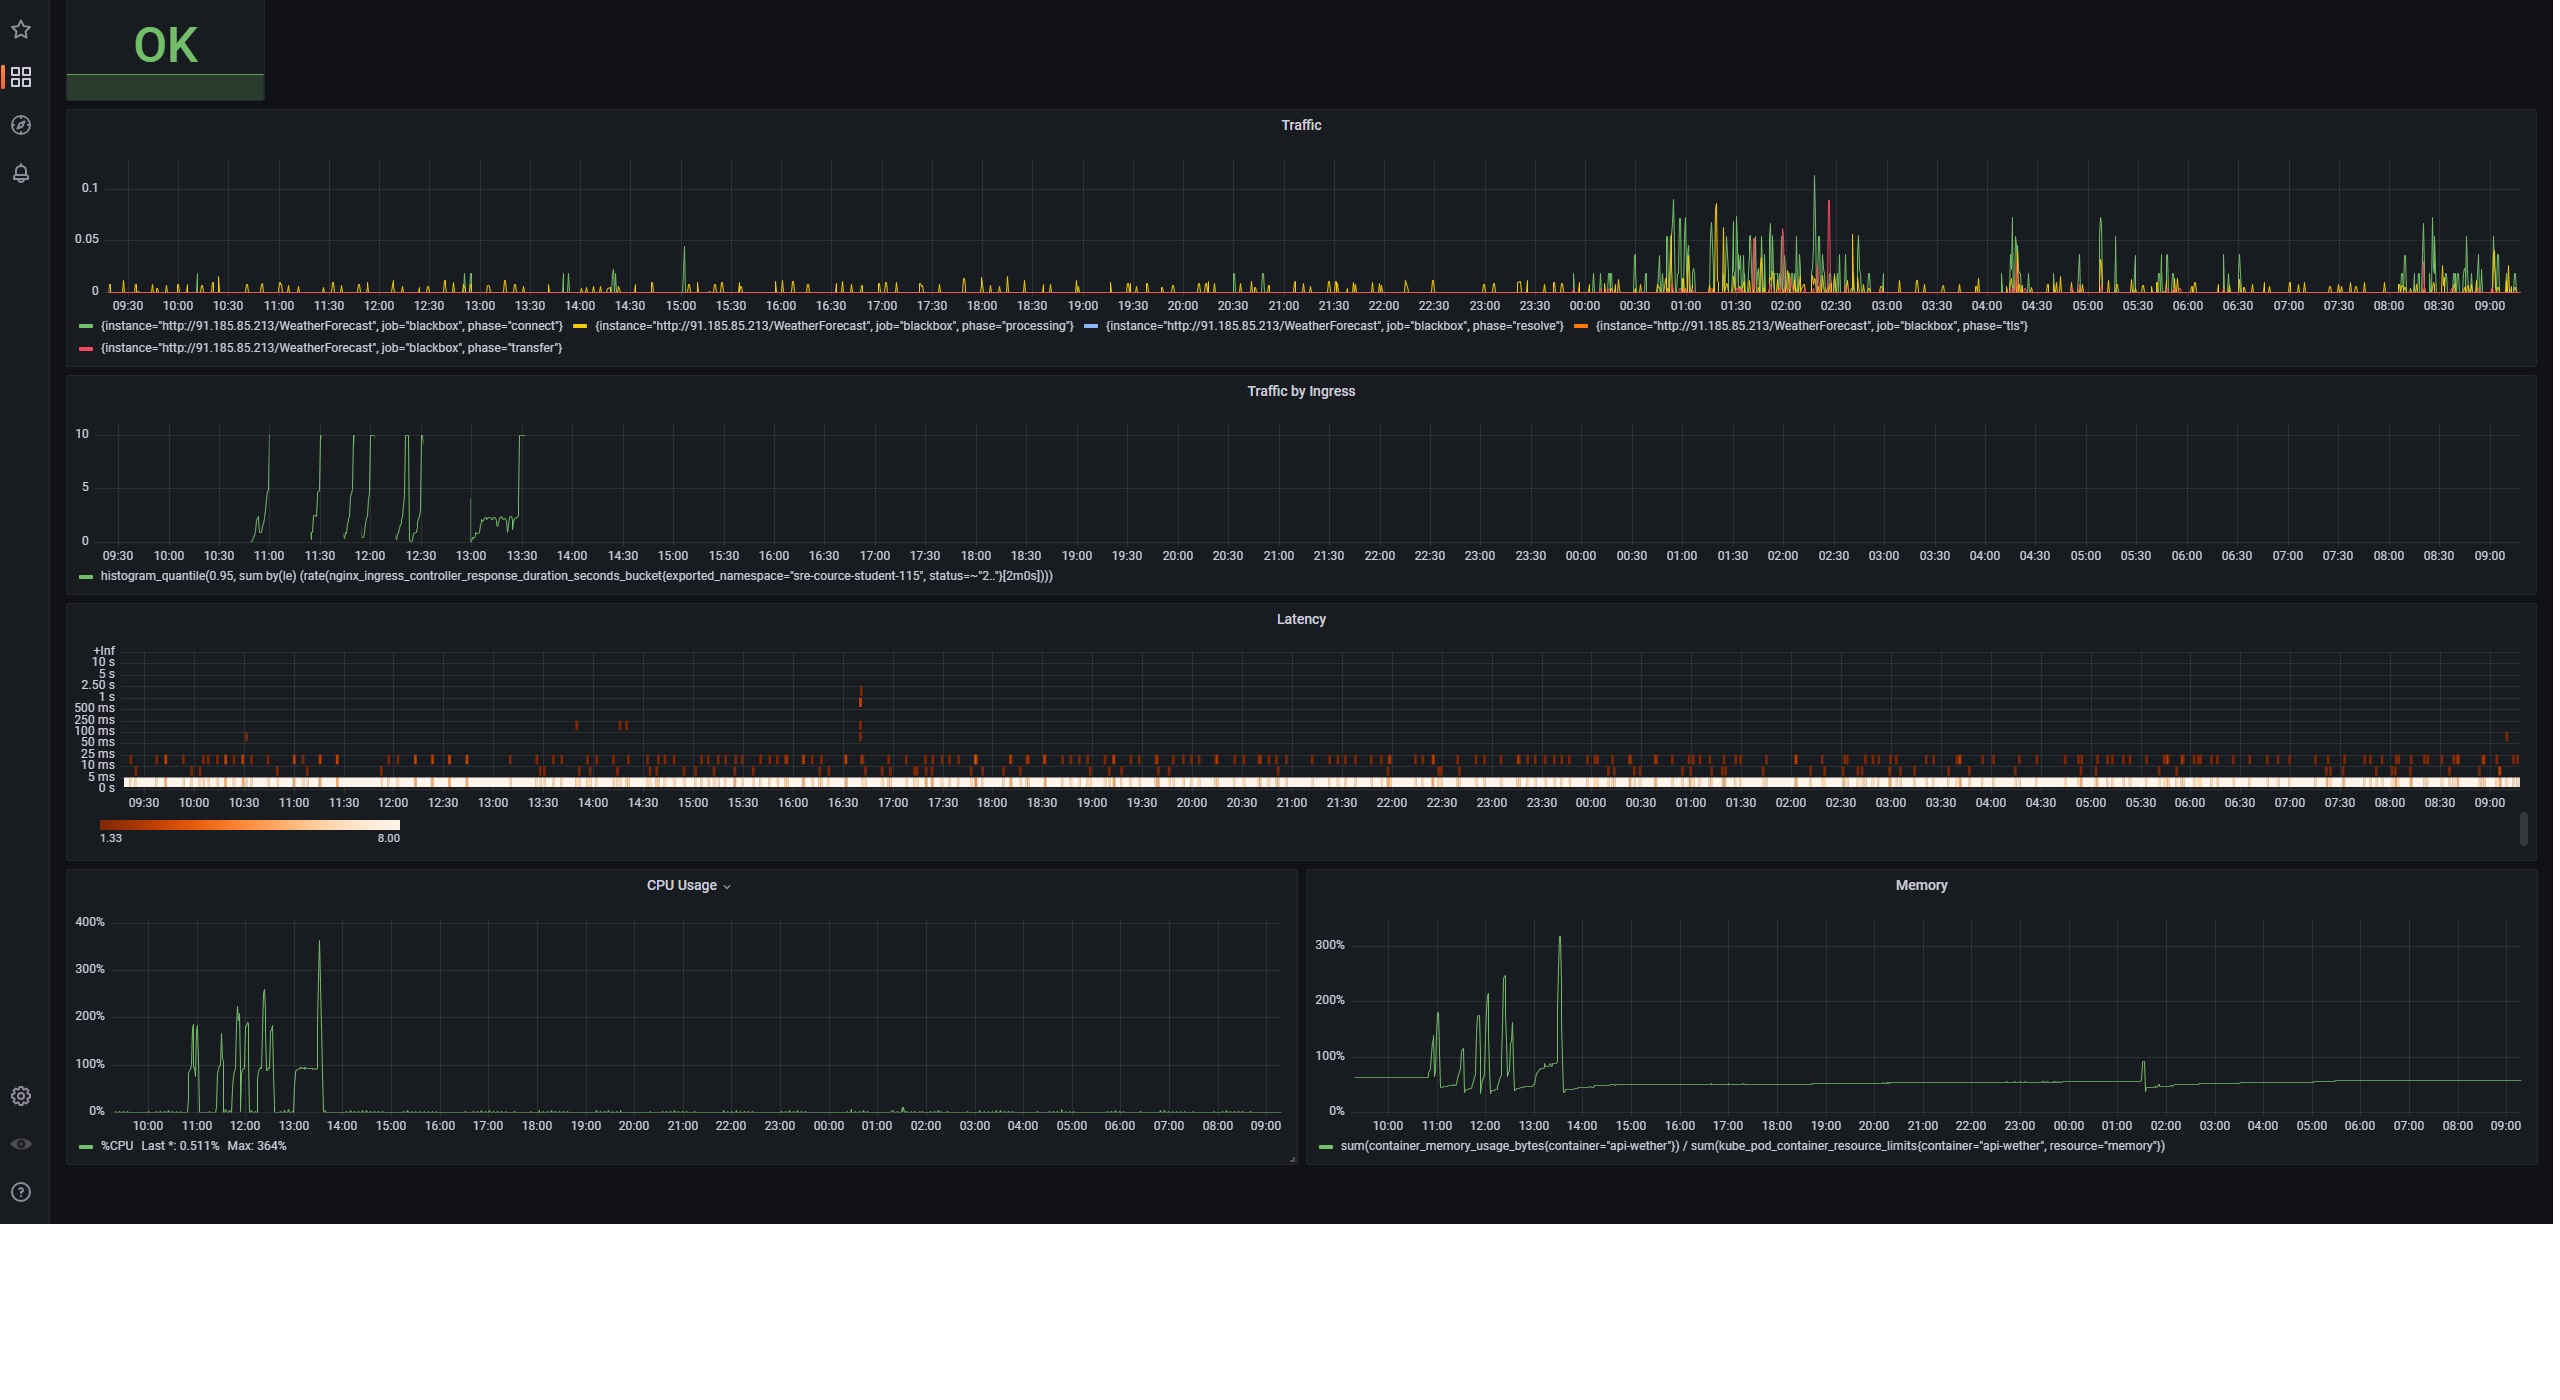 OK
Traffic
0.1
0.05
0
09:30 10:00 10:30 11:00 11:30 12:00 12:30 13:00 13:30 14:00 14:30 15:00 15:30 16:00 16:30 17:00 17:30 18:00 18:30 19:00 19:30 20:00 20:30 21:00 21:30 22:00 22:30 23:00 23:30 00:00 00:30 01:00 01:30 02:00 02:30 03:00 03:30 04:00 04:30 05:00 05:30 06:00 06:30 07:00 07:30 08:00 08:30 09:00
{instance="http://91.185.85.213/WeatherForecast", job="blackbox", phase="connect"} {instance="http://91.185.85.213/WeatherForecast", job="blackbox", phase="processing"} {instance="http://91.185.85.213/WeatherForecast", job="blackbox", phase="resolve"} {instance="http://91.185.85.213/WeatherForecast", job="blackbox", phase="tls"}
{instance="http://91.185.85.213/WeatherForecast", job="blackbox", phase="transfer"}
Traffic by Ingress
10
5
0
09:30 10:00 10:30 11:00 11:30 12:00 12:30 13:00 13:30 14:00 14:30 15:00 15:30 16:00 16:30 17:00 17:30 18:00 18:30 19:00 19:30 20:00 20:30 21:00 21:30 22:00 22:30 23:00 23:30 00:00 00:30 01:00 01:30 02:00 02:30 03:00 03:30 04:00 04:30 05:00 05:30 06:00 06:30 07:00 07:30 08:00 08:30 09:00
histogram_quantile(0.95, sum by(le) (rate(nginx_ingress_controller_response_duration_seconds_bucket{exported_namespace="sre-cource-student-115", status=~"2.."}[2m0s])))
Latency
+Inf
10 s
5 s
2.50 s
1 s
500 ms
250 ms
100 ms
50 ms
25 ms
10 ms
5 ms
0 s
09:30 10:00 10:30 11:00 11:30 12:00 12:30 13:00 13:30 14:00 14:30 15:00 15:30 16:00 16:30 17:00 17:30 18:00 18:30 19:00 19:30 20:00 20:30 21:00 21:30 22:00 22:30 23:00 23:30 00:00 00:30 01:00 01:30 02:00 02:30 03:00 03:30 04:00 04:30 05:00 05:30 06:00 06:30 07:00 07:30 08:00 08:30 09:00
1.33 8.00
CPU Usage
400%
300%
200%
100%
0%
10:00 11:00 12:00 13:00 14:00 15:00 16:00 17:00 18:00 19:00 20:00 21:00 22:00 23:00 00:00 01:00 02:00 03:00 04:00 05:00 06:00 07:00 08:00 09:00
%CPU Last *: 0.511% Max: 364%
Memory
300%
200%
100%
0%
10:00 11:00 12:00 13:00 14:00 15:00 16:00 17:00 18:00 19:00 20:00 21:00 22:00 23:00 00:00 01:00 02:00 03:00 04:00 05:00 06:00 07:00 08:00 09:00
sum(container_memory_usage_bytes{container="api-wether"}) / sum(kube_pod_container_resource_limits{container="api-wether", resource="memory"})